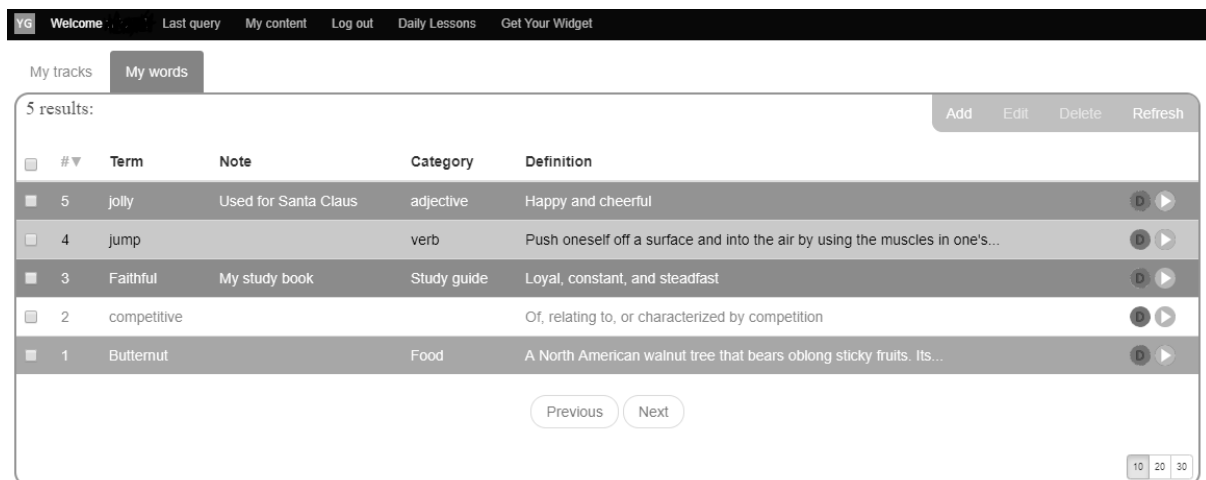 YG Welcome Last query My content Log out Daily Lessons Get Your Widget
My tracks My words
5 results: Add Edit Delete Refresh
#▼ Term Note Category Definition
5 jolly Used for Santa Claus adjective Happy and cheerful D
4 jump verb Push oneself off a surface and into the air by using the muscles in one's... D
3 Faithful My study book Study guide Loyal, constant, and steadfast D
2 competitive Of, relating to, or characterized by competition D
1 Butternut Food A North American walnut tree that bears oblong sticky fruits. Its... D
Previous Next
10 20 30